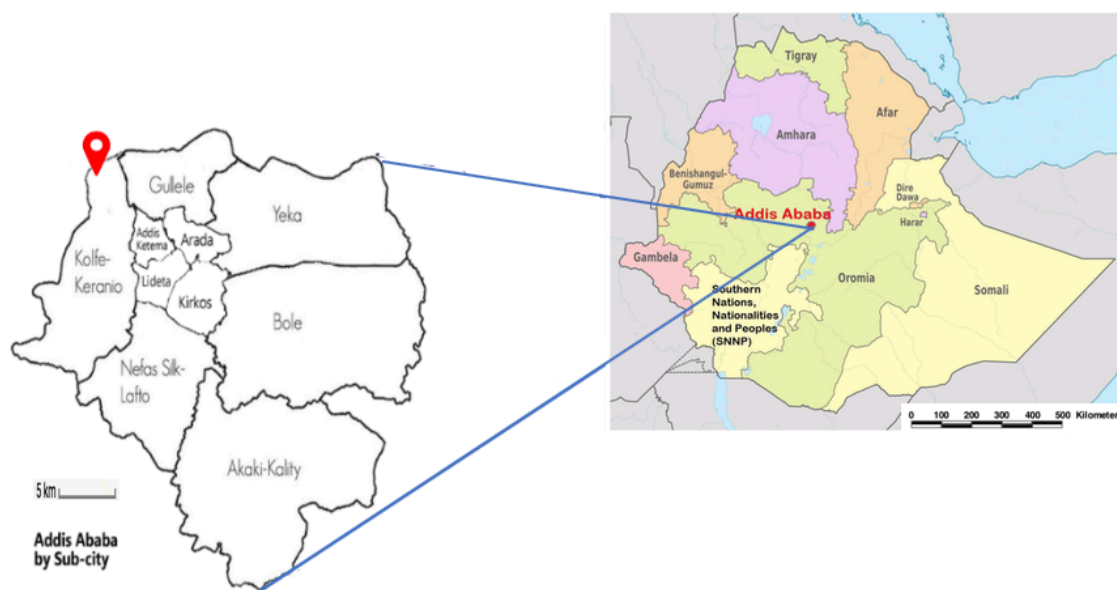 Gullele
Yeka
Addis
Ketema
Arada
Kolfe-
Keranio
Lideta
Kirkos
Bole
Nefas Silk-
Lafto
Akaki-Kality
5 km
Addis Ababa
by Sub-city
Tigray
Afar
Amhara
Benishangul-
Gumuz
Dire
Dawa
Addis Ababa
Harar
Gambela
Oromia
Somali
Southern
Nations,
Nationalities
and Peoples
(SNNP)
0 100 200 300 400 500 Kilometer